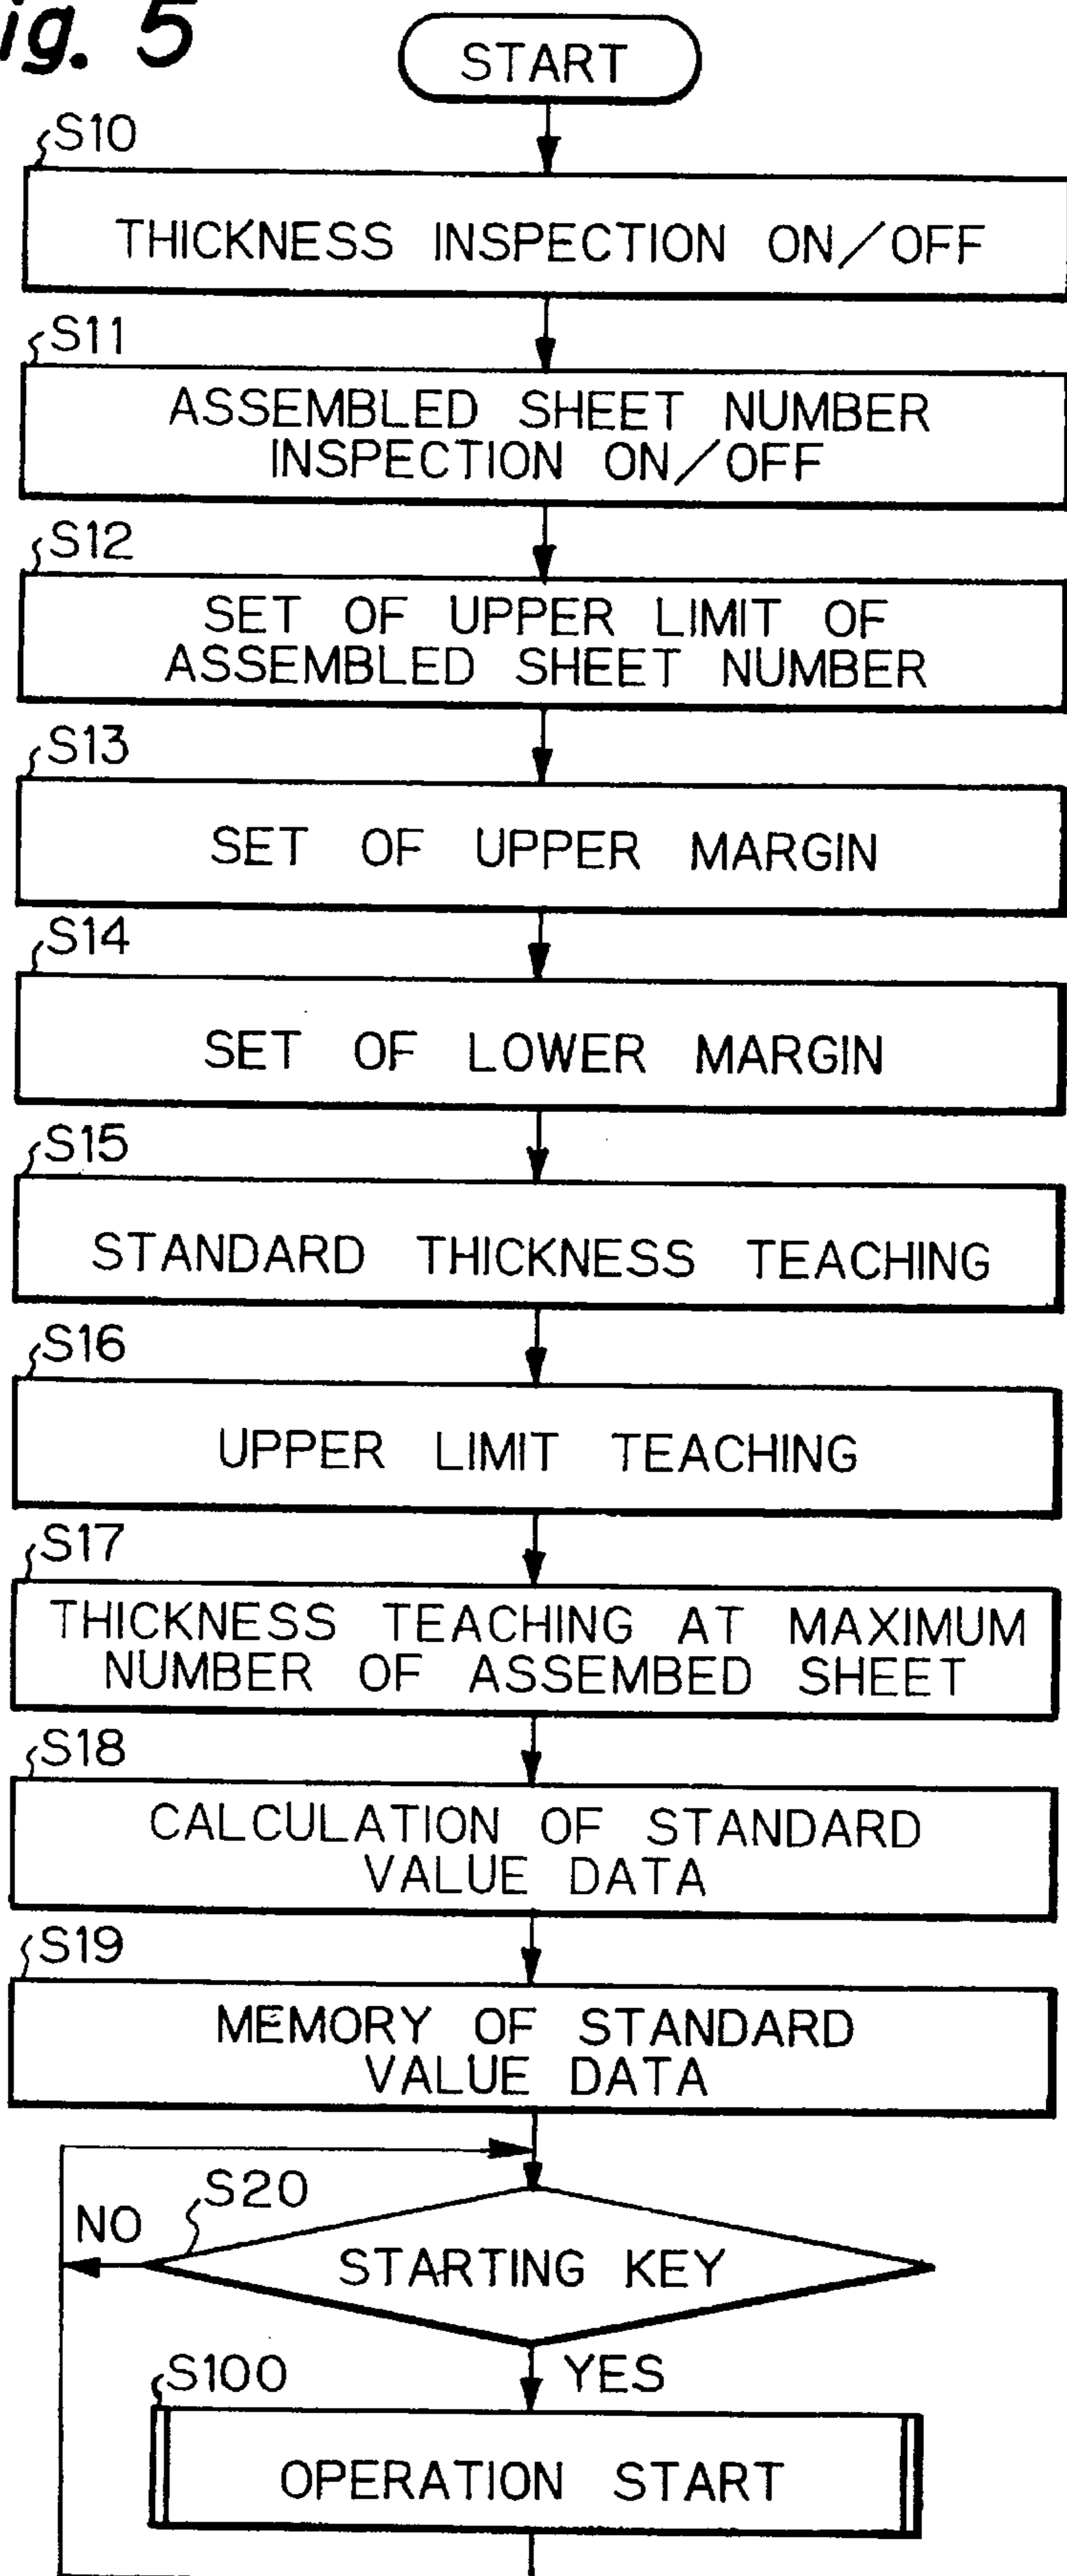 ig. 5
START
S10
THICKNESS INSPECTION ON/OFF
S11
ASSEMBLED SHEET NUMBER
INSPECTION ON/OFF
S12
SET OF UPPER LIMIT OF
ASSEMBLED SHEET NUMBER
S13
SET OF UPPER MARGIN
S14
SET OF LOWER MARGIN
S15
STANDARD THICKNESS TEACHING
S16
UPPER LIMIT TEACHING
S17
THICKNESS TEACHING AT MAXIMUM
NUMBER OF ASSEMBED SHEET
S18
CALCULATION OF STANDARD
VALUE DATA
S19
MEMORY OF STANDARD
VALUE DATA
S20
NO
STARTING KEY
YES
S100
OPERATION START